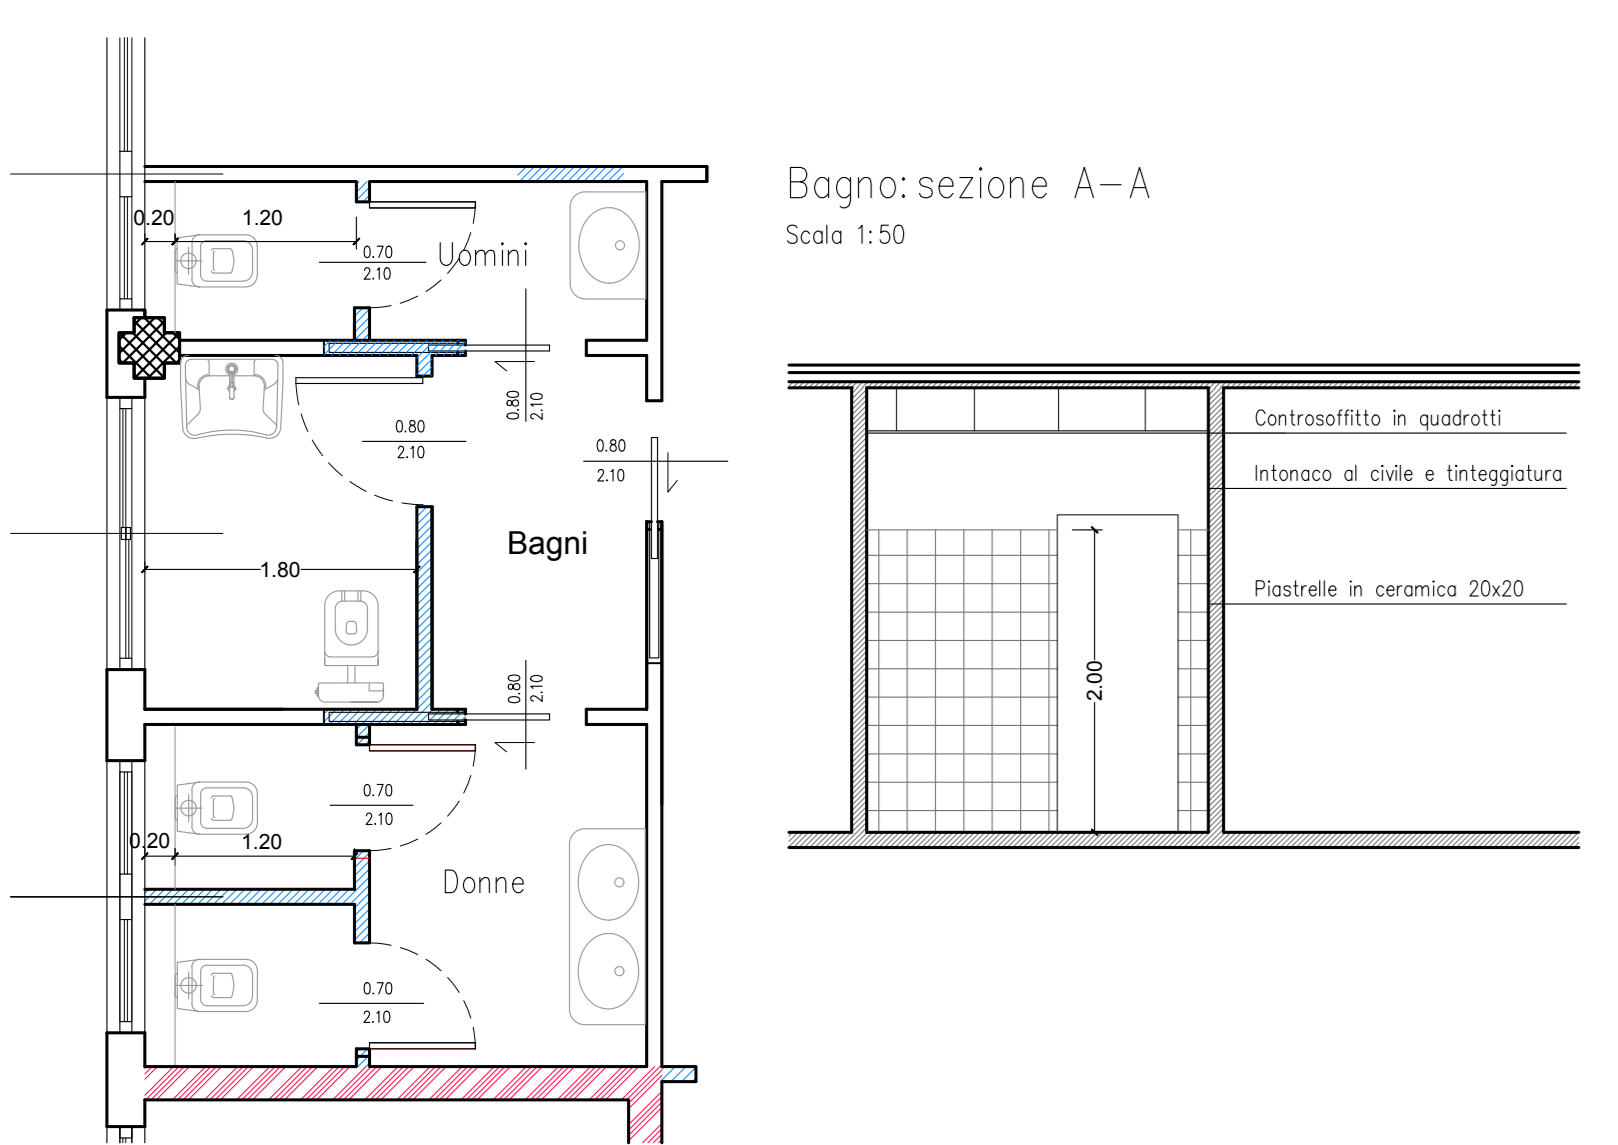 Bagno: sezione A-A
Scala 1:50
0.20
1.20
0.70
2.10
Uomini
0.80
2.10
0.80
2.10
0.80
2.10
Bagni
1.80
0.80
2.10
0.70
2.10
0.20
1.20
Donne
0.70
2.10
Controsoffitto in quadrotti
Intonaco al civile e tinteggiatura
Piastrelle in ceramica 20x20
2.00